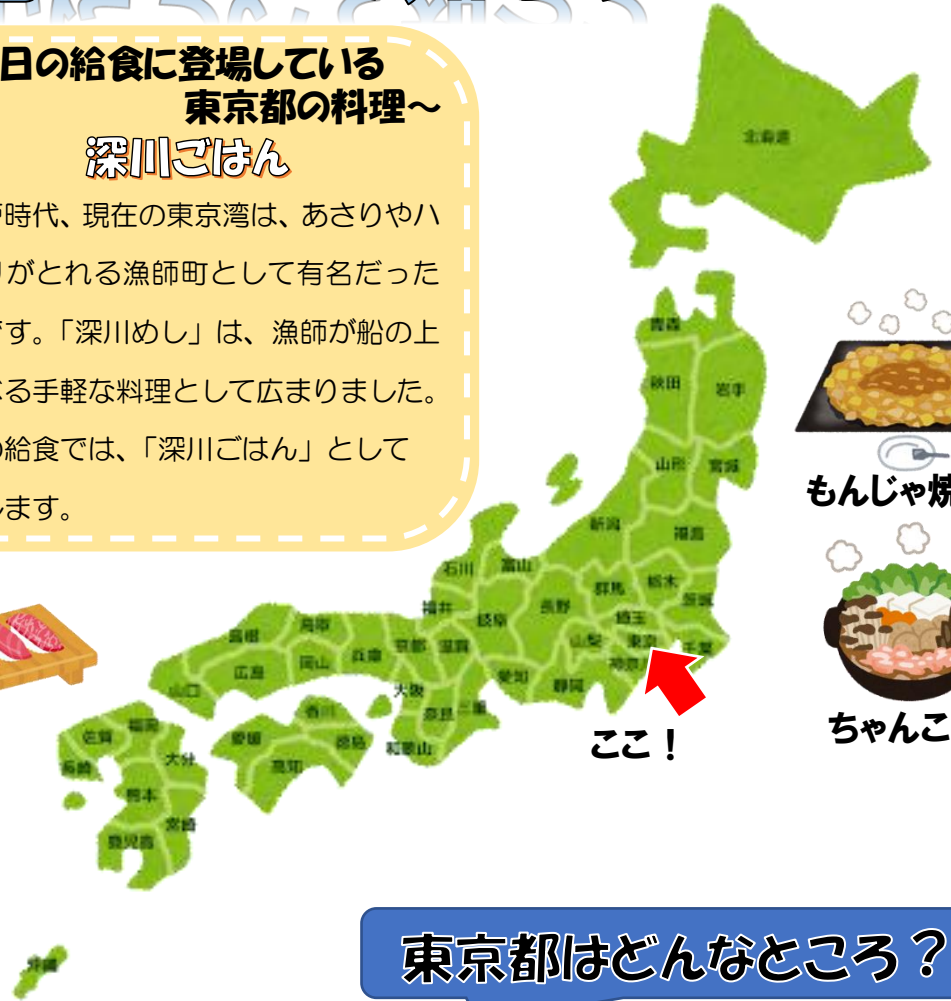 日の給食に登場している
東京都の料理～
深川ごはん
時代、現在の東京湾は、あさりやハ
がとれる漁師町として有名だった
です。「深川めし」は、漁師が船の上
る手軽な料理として広まりました。
の給食では、「深川ごはん」として
します。
北海道
青森
秋田
岩手
山形
宮城
新潟
福島
石川
富山
群馬
栃木
茨城
福井
岐阜
長野
埼玉
山梨
東京
千葉
神奈川
島根
鳥取
京都
滋賀
広島
岡山
兵庫
愛知
静岡
山口
大阪
奈良
三重
香川
和歌山
福岡
佐賀
愛媛
徳島
長崎
大分
高知
熊本
宮崎
鹿児島
沖縄
ここ！
もんじゃ焼
ちゃんこ
東京都はどんなところ？